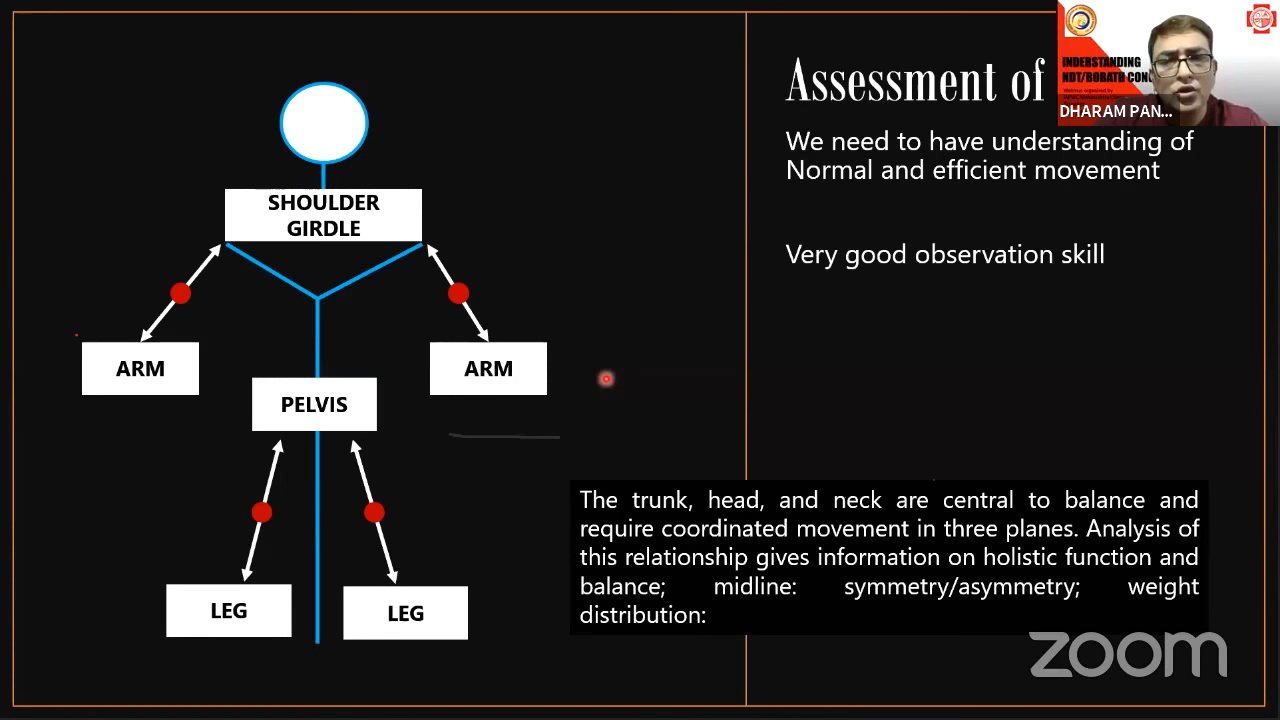 Assessment of
UNDERSTANDING
NDT/BOBATH CON
DHARAM PAN...
We need to have understanding of
Normal and efficient movement
Very good observation skill
SHOULDER
GIRDLE
ARM
ARM
PELVIS
LEG
LEG
The trunk, head, and neck are central to balance and
require coordinated movement in three planes. Analysis of
this relationship gives information on holistic function and
balance; midline: symmetry/asymmetry; weight
distribution:
zoom